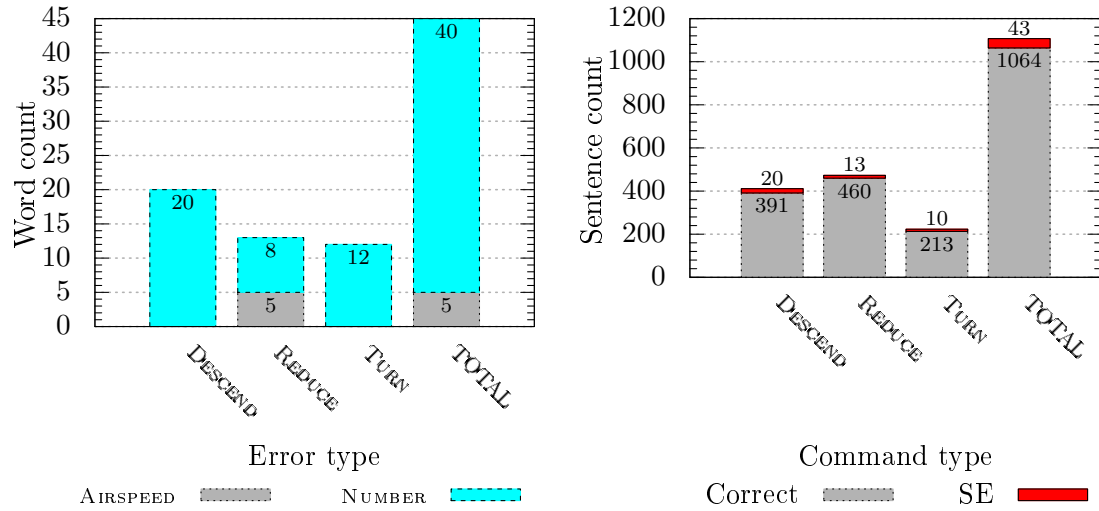 Word count
45
40
35
30
25
20
15
10
5
0
20
8
5
12
40
5
Descend
Reduce
Turn
TOTAL
Error type
Airspeed
Number
Sentence count
1200
1000
800
600
400
200
0
20
391
13
460
10
213
43
1064
Descend
Reduce
Turn
TOTAL
Command type
Correct
SE